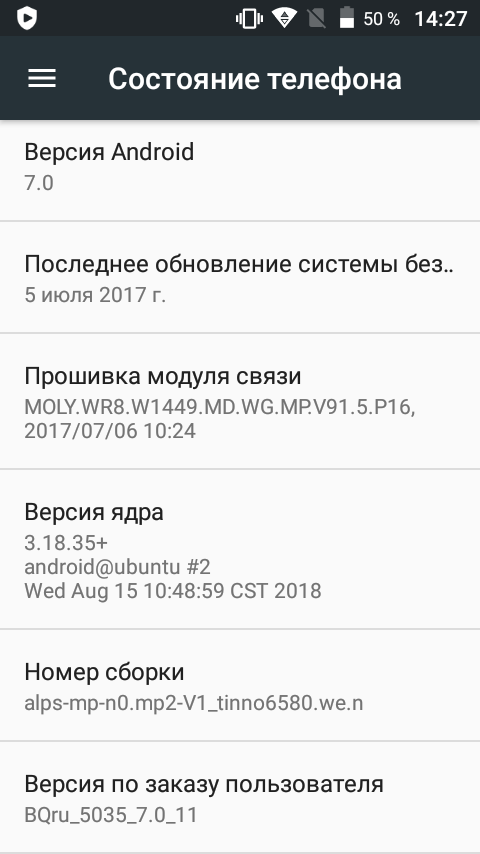 50 % 14:27
Состояние телефона
Версия Android
7.0
Последнее обновление системы без..
5 июля 2017 г.
Прошивка модуля связи
MOLY.WR8.W1449.MD.WG.MP.V91.5.P16,
2017/07/06 10:24
Версия ядра
3.18.35+
android@ubuntu #2
Wed Aug 15 10:48:59 CST 2018
Номер сборки
alps-mp-n0.mp2-V1_tinno6580.we.n
Версия по заказу пользователя
BQru_5035_7.0_11